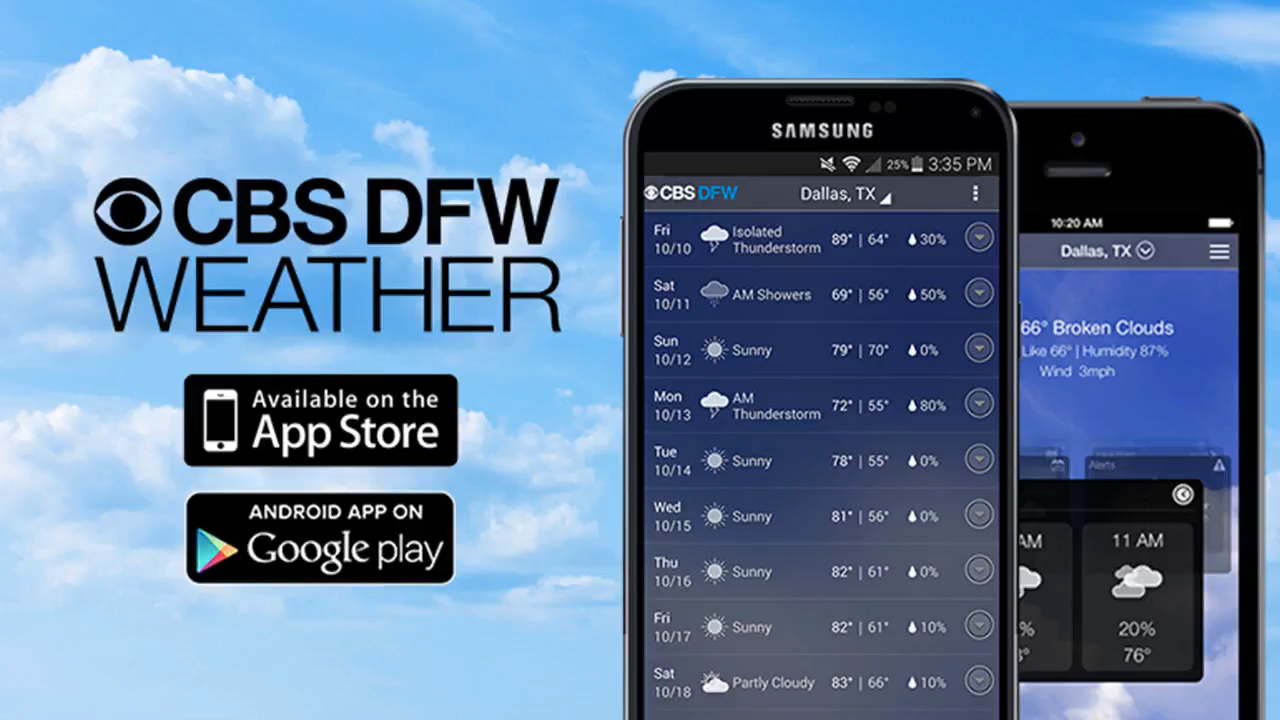 CBS DFW
WEATHER
Available on the
App Store
ANDROID APP ON
Google play
SAMSUNG
25% 3:35 PM
CBS DFW Dallas, TX
Fri 10/10 Isolated Thunderstorm 89° | 64° 30%
Sat 10/11 AM Showers 69° | 56° 50%
Sun 10/12 Sunny 79° | 70° 0%
Mon 10/13 AM Thunderstorm 72° | 55° 80%
Tue 10/14 Sunny 78° | 55° 0%
Wed 10/15 Sunny 81° | 56° 0%
Thu 10/16 Sunny 82° | 61° 0%
Fri 10/17 Sunny 82° | 61° 10%
Sat 10/18 Partly Cloudy 83° | 66° 10%
10:20 AM
Dallas, TX
66° Broken Clouds
Like 66° | Humidity 87%
Wind 3mph
Alerts
AM 11 AM
% 20%
76°